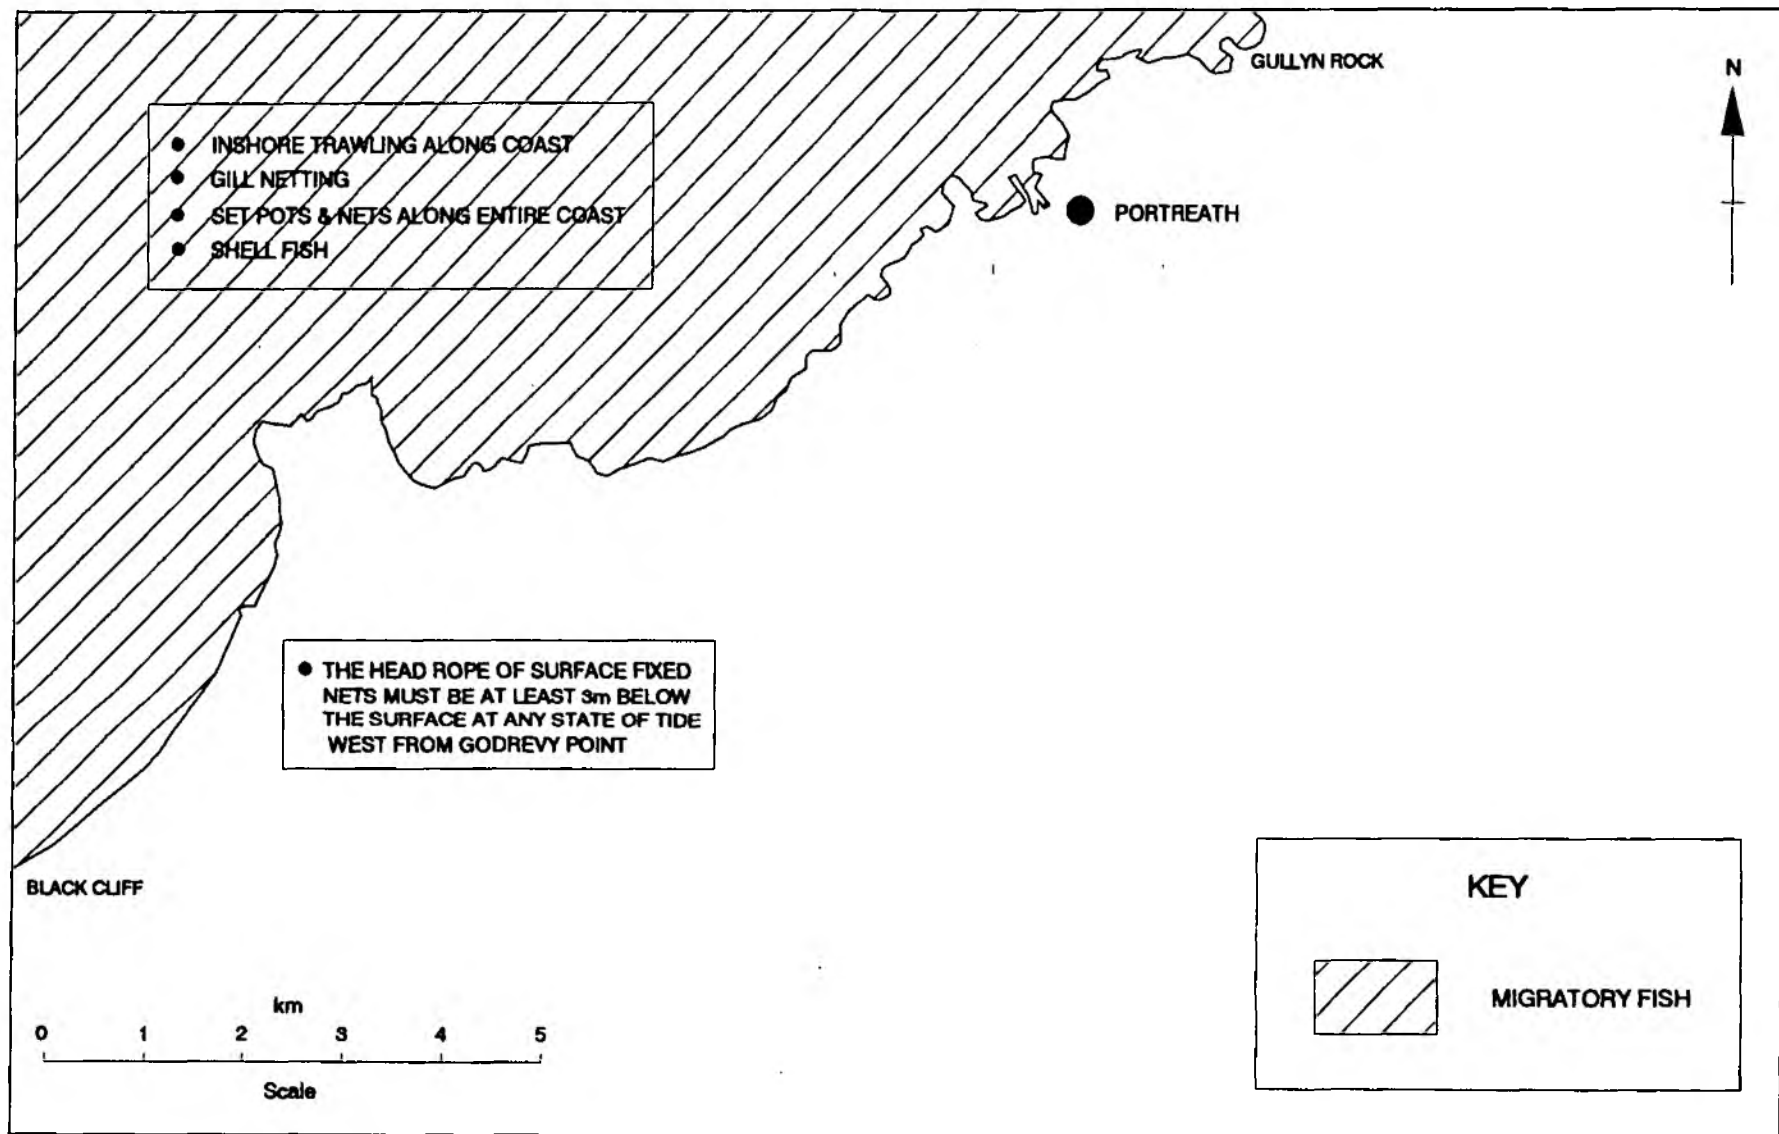 GULLYN ROCK
N
● INSHORE TRAWLING ALONG COAST
● GILL NETTING
● SET POTS & NETS ALONG ENTIRE COAST
● SHELL FISH
PORTREATH
● THE HEAD ROPE OF SURFACE FIXED
NETS MUST BE AT LEAST 3m BELOW
THE SURFACE AT ANY STATE OF TIDE
WEST FROM GODREVY POINT
BLACK CLIFF
KEY
MIGRATORY FISH
km
0 1 2 3 4 5
Scale